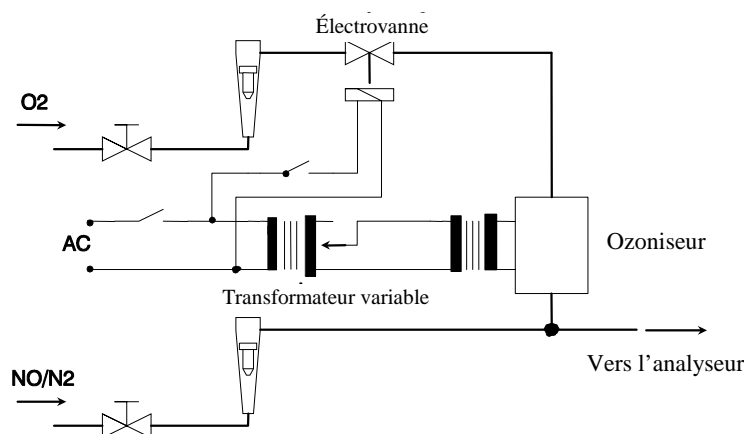 Électrovanne
O2
AC
Ozoniseur
Transformateur variable
Vers l’analyseur
NO/N2